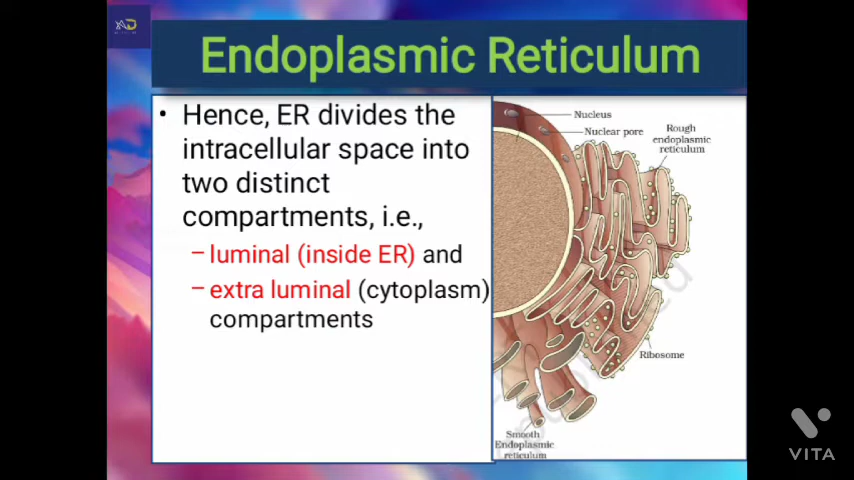 Endoplasmic Reticulum
• Hence, ER divides the
intracellular space into
two distinct
compartments, i.e.,
– luminal (inside ER) and
– extra luminal (cytoplasm)
compartments
Nucleus
Nuclear pore
Rough
endoplasmic
reticulum
Ribosome
Smooth
Endoplasmic
reticulum
VITA